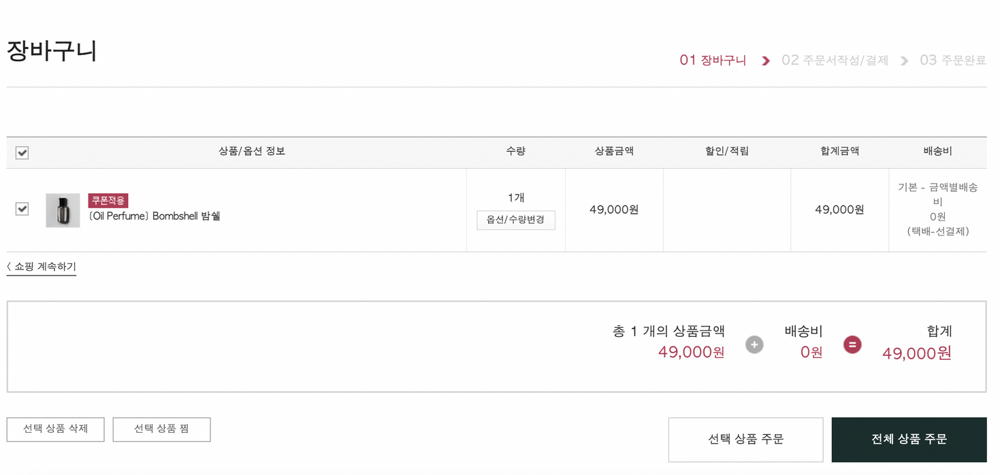 장바구니
01 장바구니
02 주문서작성/결제
03 주문완료
상품/옵션 정보
수량
상품금액
할인/적립
합계금액
배송비
쿠폰적용
[Oil Perfume] Bombshell 밤쉘
1개
옵션/수량변경
49,000원
49,000원
기본 - 금액별배송
비
0원
(택배-선결제)
< 쇼핑 계속하기
총 1 개의 상품금액
49,000원
+
배송비
0원
=
합계
49,000원
선택 상품 삭제
선택 상품 찜
선택 상품 주문
전체 상품 주문